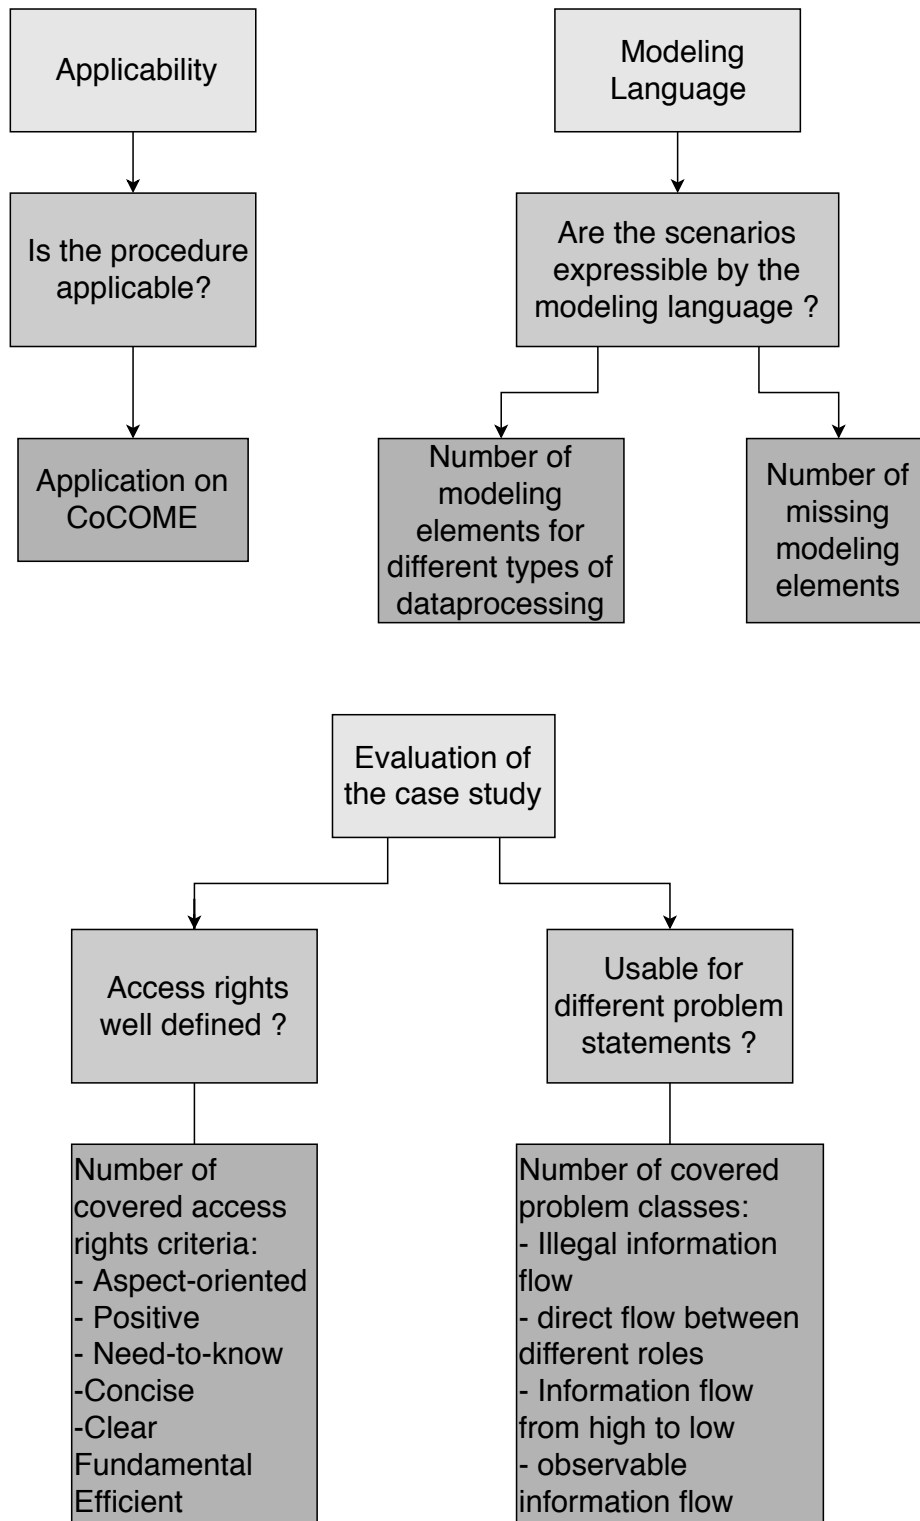 Applicability
Modeling
Language
Is the procedure
applicable?
Are the scenarios
expressible by the
modeling language ?
Application on
CoCOME
Number of
modeling
elements for
different types of
dataprocessing
Number of
missing
modeling
elements
Evaluation of
the case study
Access rights
well defined ?
Usable for
different problem
statements ?
Number of
covered access
rights criteria:
- Aspect-oriented
- Positive
- Need-to-know
-Concise
-Clear
Fundamental
Efficient
Number of covered
problem classes:
- Illegal information
flow
- direct flow between
different roles
- Information flow
from high to low
- observable
information flow